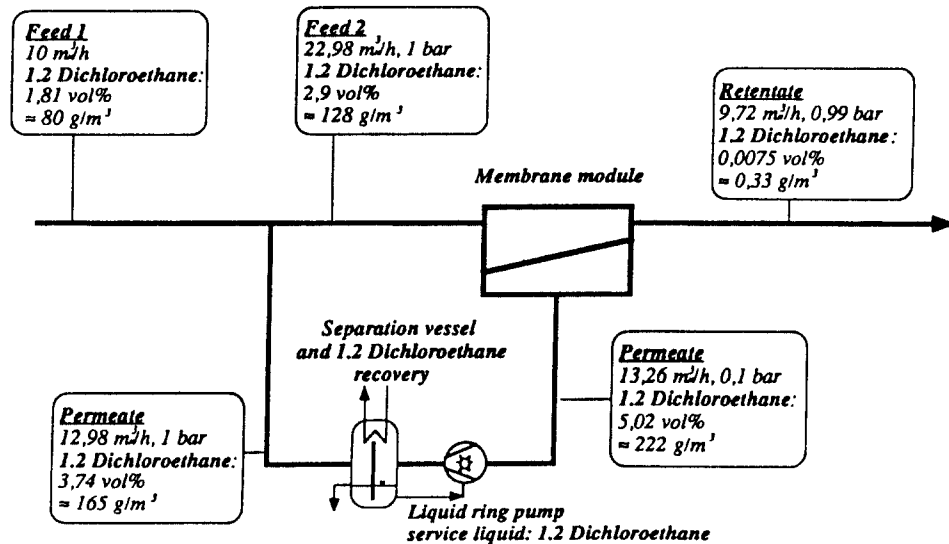 Feed 1
10 m³/h
1.2 Dichloroethane:
1,81 vol%
≈ 80 g/m³
Feed 2
22,98 m³/h, 1 bar
1.2 Dichloroethane:
2,9 vol%
≈ 128 g/m³
Retentate
9,72 m³/h, 0,99 bar
1.2 Dichloroethane:
0,0075 vol%
≈ 0,33 g/m³
Membrane module
Separation vessel
and 1.2 Dichloroethane
recovery
Permeate
13,26 m³/h, 0,1 bar
1.2 Dichloroethane:
5,02 vol%
≈ 222 g/m³
Permeate
12,98 m³/h, 1 bar
1.2 Dichloroethane:
3,74 vol%
≈ 165 g/m³
Liquid ring pump
service liquid: 1.2 Dichloroethane